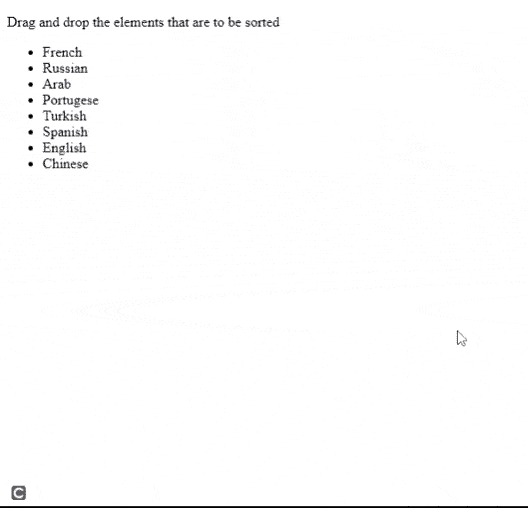 Drag and drop the elements that are to be sorted
• French
• Russian
• Arab
• Portugese
• Turkish
• Spanish
• English
• Chinese
C